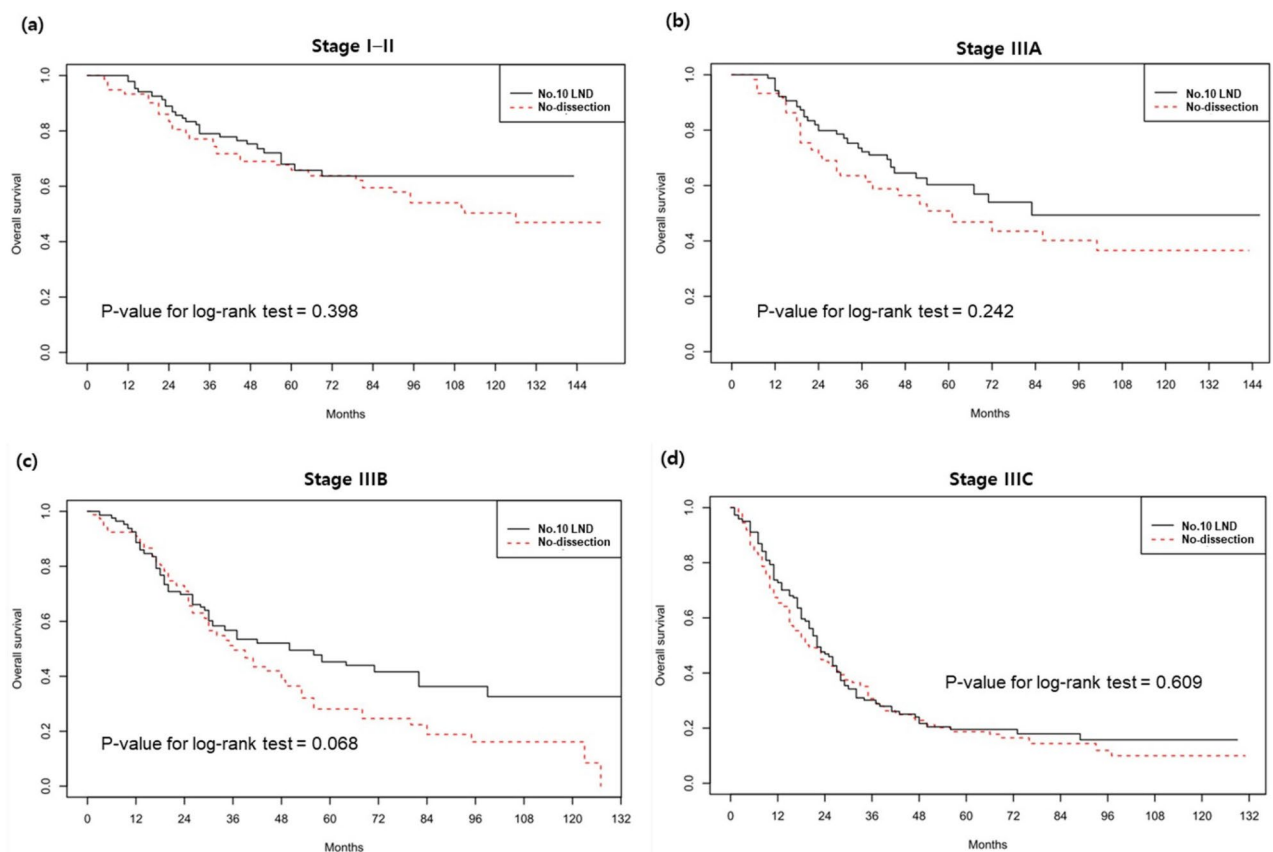 (a)
Stage I–II
No.10 LND
No-dissection
Overall survival
1.0
0.8
0.6
0.4
0.2
0.0
P-value for log-rank test = 0.398
0 12 24 36 48 60 72 84 96 108 120 132 144
Months
(b)
Stage IIIA
No.10 LND
No-dissection
Overall survival
1.0
0.8
0.6
0.4
0.2
0.0
P-value for log-rank test = 0.242
0 12 24 36 48 60 72 84 96 108 120 132 144
Months
(c)
Stage IIIB
No.10 LND
No-dissection
Overall survival
1.0
0.8
0.6
0.4
0.2
0.0
P-value for log-rank test = 0.068
0 12 24 36 48 60 72 84 96 108 120 132
Months
(d)
Stage IIIC
No.10 LND
No-dissection
Overall survival
1.0
0.8
0.6
0.4
0.2
0.0
P-value for log-rank test = 0.609
0 12 24 36 48 60 72 84 96 108 120 132
Months